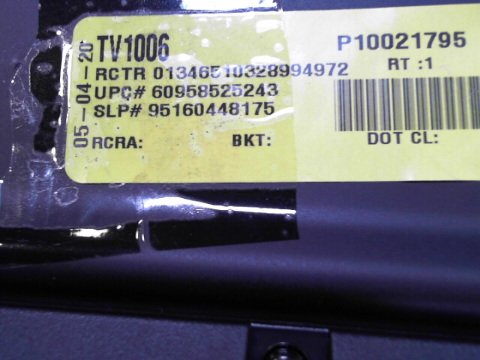 05-04-20
TV1006
P10021795
RCTR 01346510328994972
RT :1
UPC# 60958525243
SLP# 95160448175
RCRA:
BKT:
DOT CL: